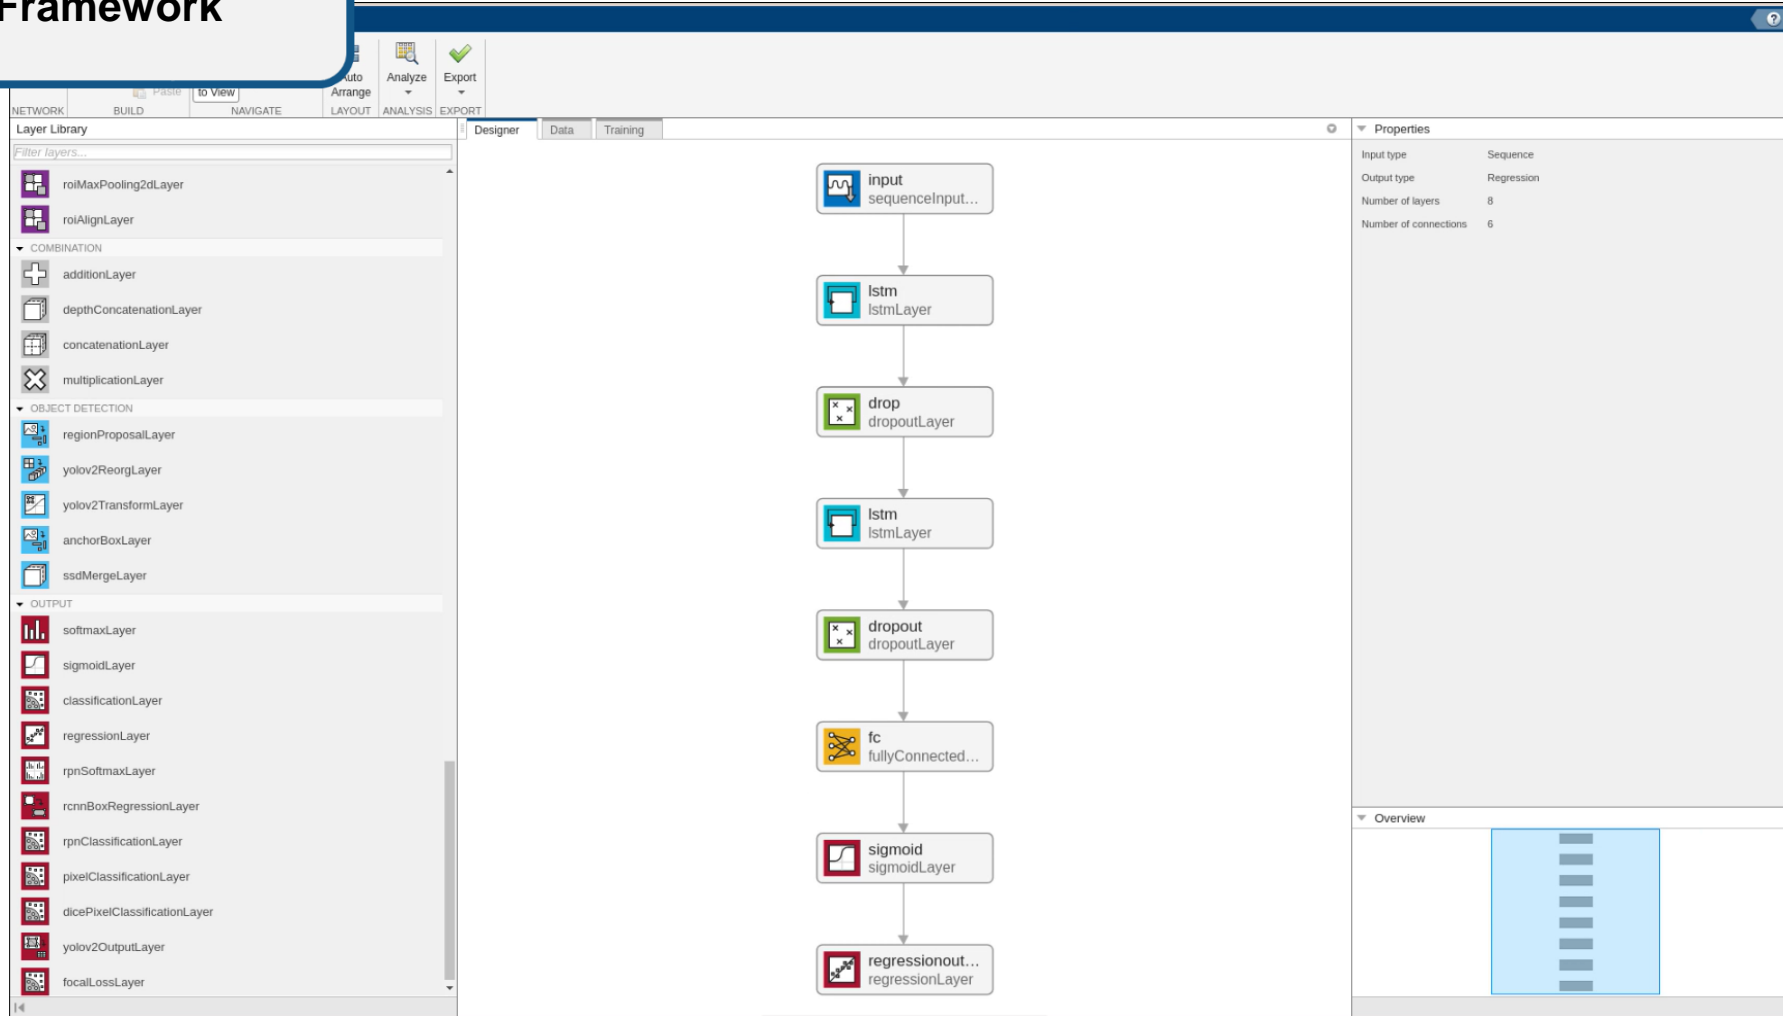 Framework
Auto
Arrange
Analyze
Export
Paste
to View
NETWORK
BUILD
NAVIGATE
LAYOUT
ANALYSIS
EXPORT
Layer Library
Filter layers...
roiMaxPooling2dLayer
roiAlignLayer
COMBINATION
additionLayer
depthConcatenationLayer
concatenationLayer
multiplicationLayer
OBJECT DETECTION
regionProposalLayer
yolov2ReorgLayer
yolov2TransformLayer
anchorBoxLayer
ssdMergeLayer
OUTPUT
softmaxLayer
sigmoidLayer
classificationLayer
regressionLayer
rpnSoftmaxLayer
rcnnBoxRegressionLayer
rpnClassificationLayer
pixelClassificationLayer
dicePixelClassificationLayer
yolov2OutputLayer
focalLossLayer
Designer
Data
Training
input
sequenceInput...
lstm
lstmLayer
drop
dropoutLayer
lstm
lstmLayer
dropout
dropoutLayer
fc
fullyConnected...
sigmoid
sigmoidLayer
regressionout...
regressionLayer
Properties
Input type Sequence
Output type Regression
Number of layers 8
Number of connections 6
Overview